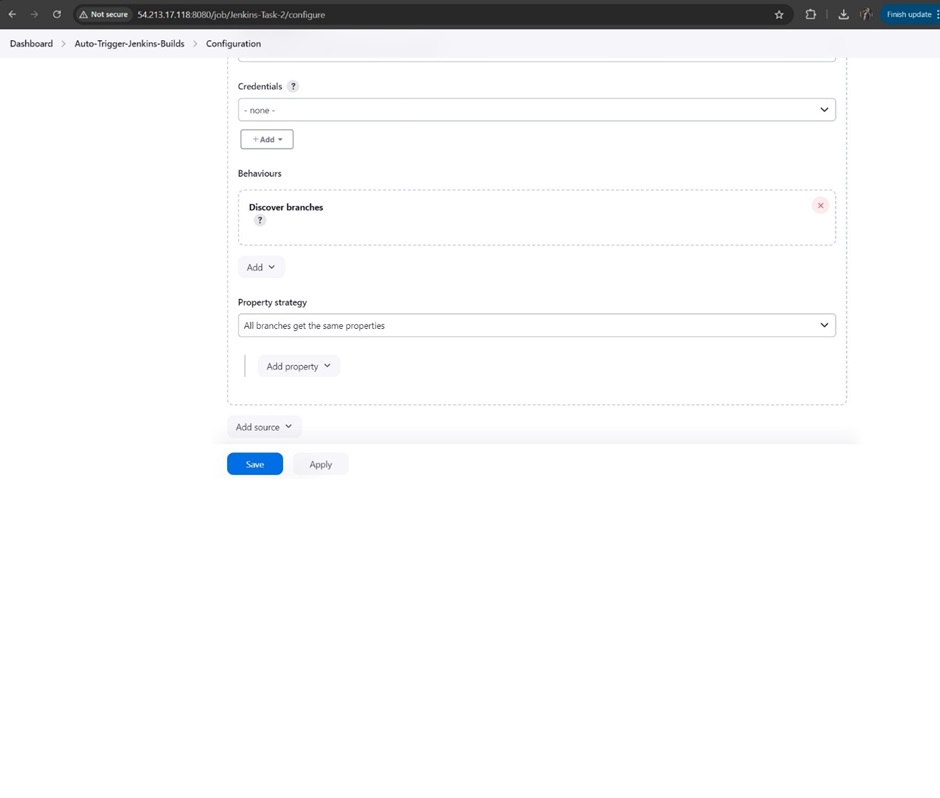 Not secure 54.213.17.118:8080/job/Jenkins-Task-2/configure Finish update
Dashboard > Auto-Trigger-Jenkins-Builds > Configuration
Credentials ?
- none -
+ Add
Behaviours
Discover branches
?
Add
Property strategy
All branches get the same properties
Add property
Add source
Save Apply